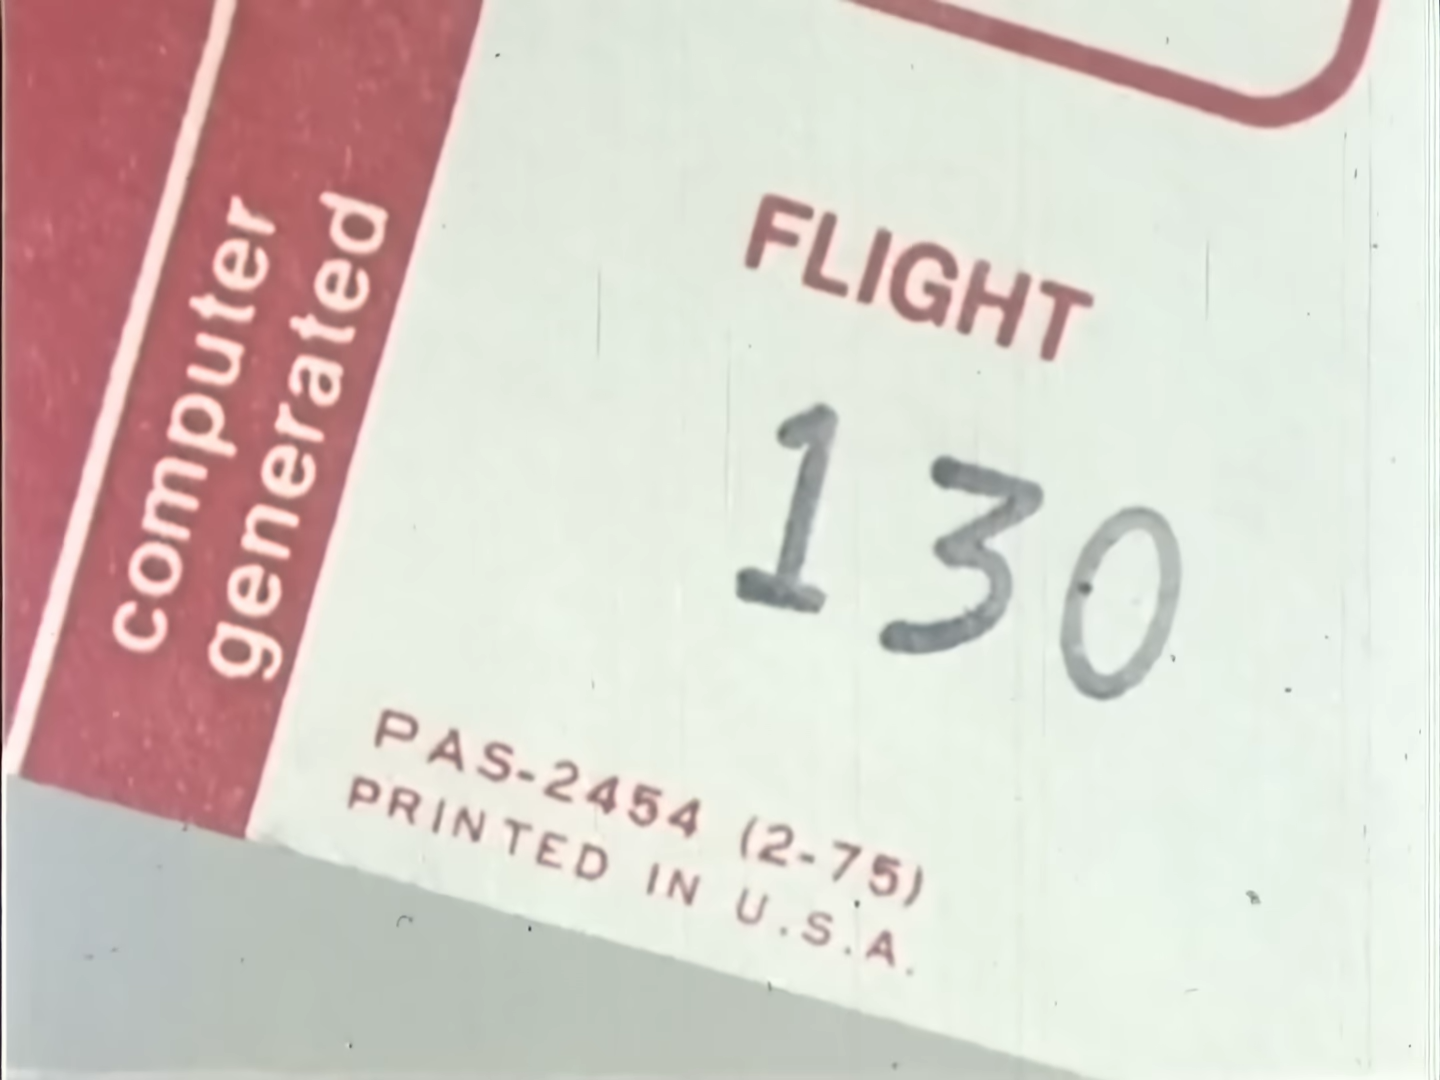 computer
generated
FLIGHT
130
PAS-2454 (2-75)
PRINTED IN U.S.A.